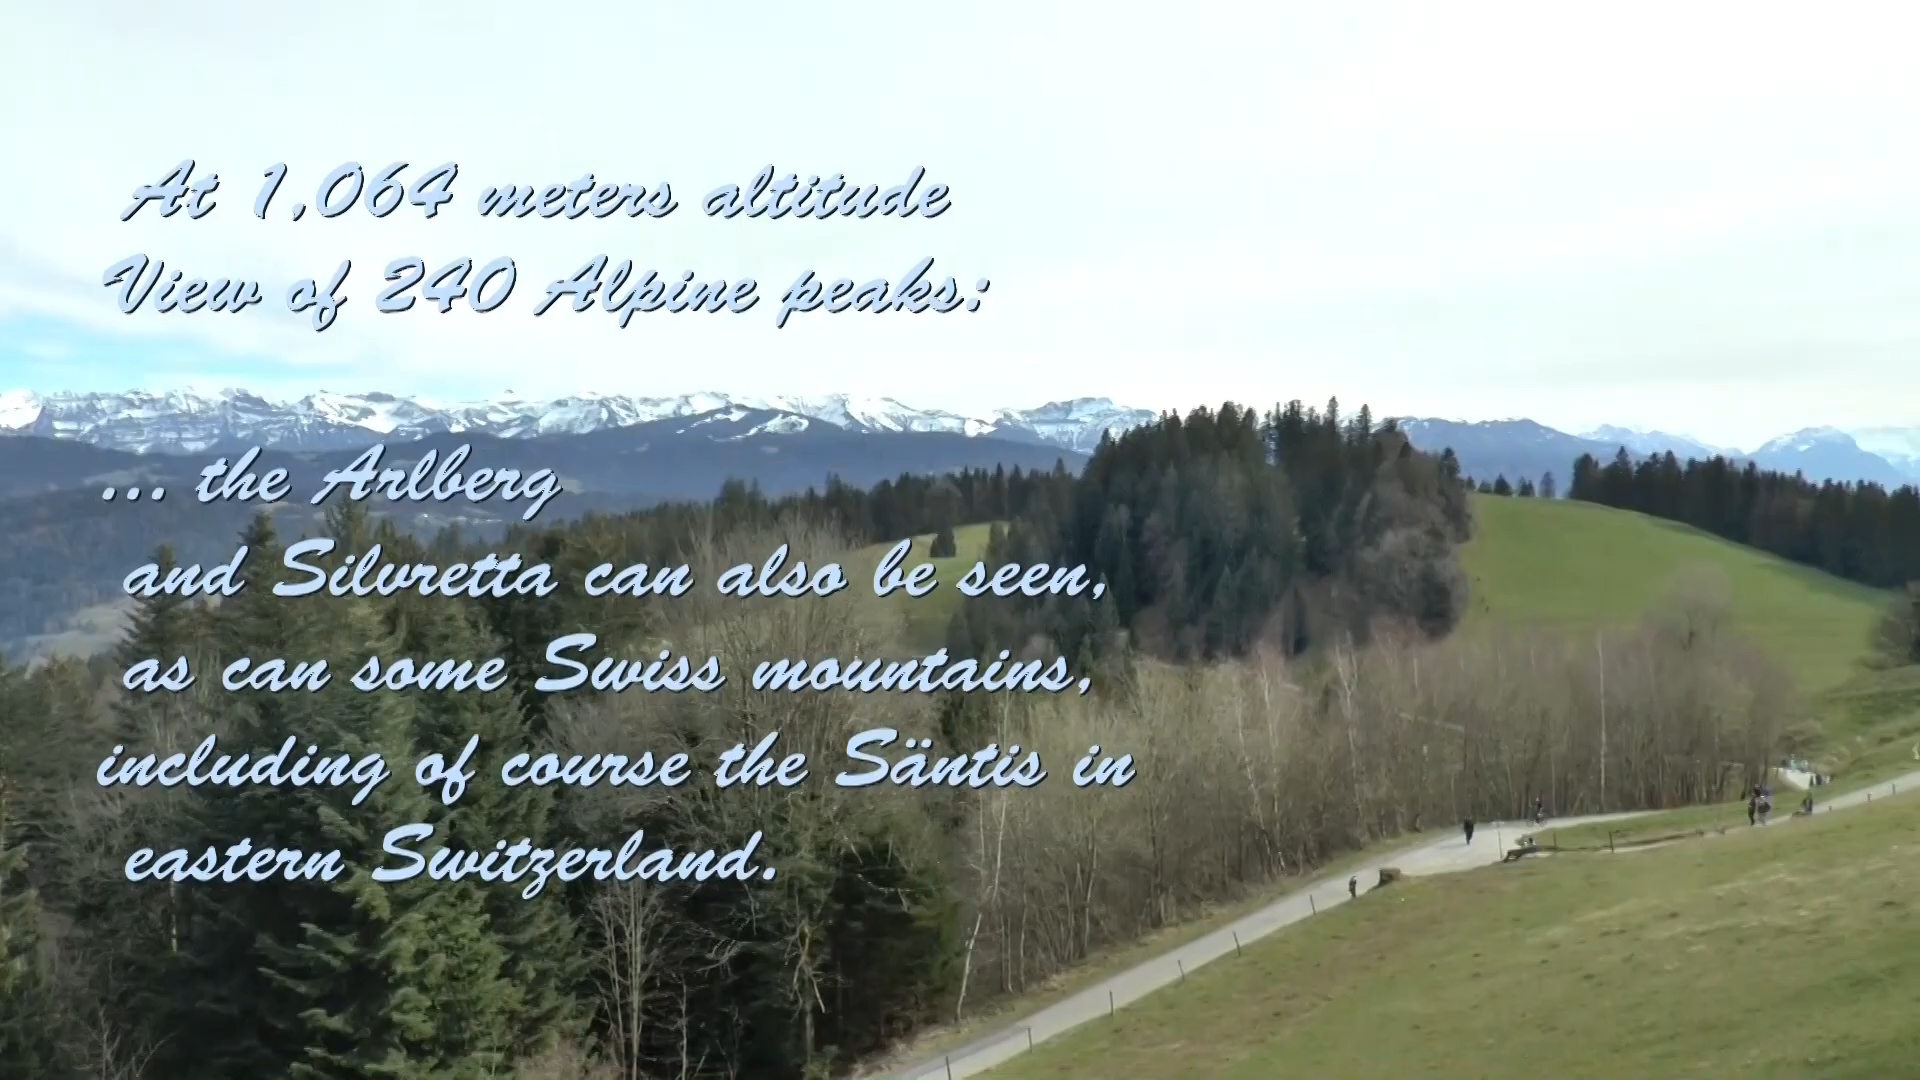 At 1,064 meters altitude
View of 240 Alpine peaks:
... the Arlberg
and Silvretta can also be seen,
as can some Swiss mountains,
including of course the Säntis in
eastern Switzerland.